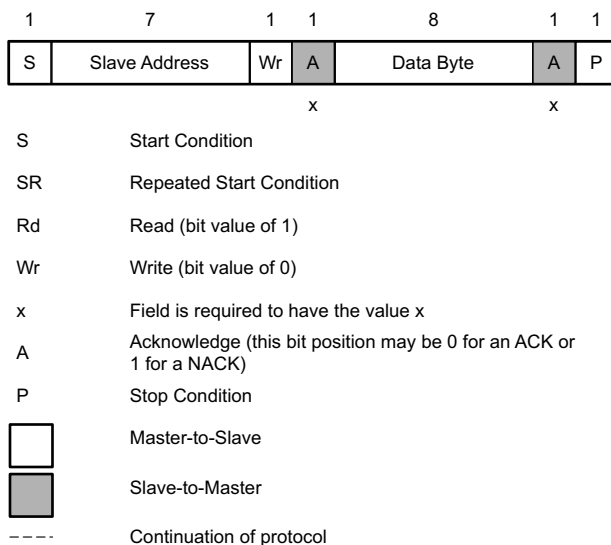 1 7 1 1 8 1 1
S Slave Address Wr A Data Byte A P
x x
S Start Condition
SR Repeated Start Condition
Rd Read (bit value of 1)
Wr Write (bit value of 0)
x Field is required to have the value x
A Acknowledge (this bit position may be 0 for an ACK or
1 for a NACK)
P Stop Condition
Master-to-Slave
Slave-to-Master
Continuation of protocol